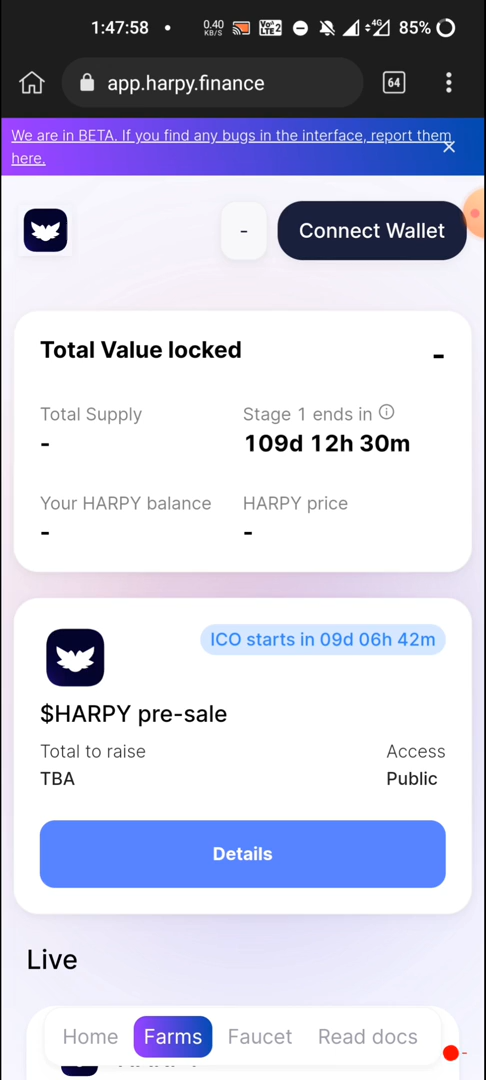 1:47:58
0.40 KB/S
Vo LTE2
4G
85%
app.harpy.finance
64
We are in BETA. If you find any bugs in the interface, report them
here.
-
Connect Wallet
Total Value locked
-
Total Supply
Stage 1 ends in
-
109d 12h 30m
Your HARPY balance
HARPY price
-
-
ICO starts in 09d 06h 42m
$HARPY pre-sale
Total to raise
Access
TBA
Public
Details
Live
Home
Farms
Faucet
Read docs